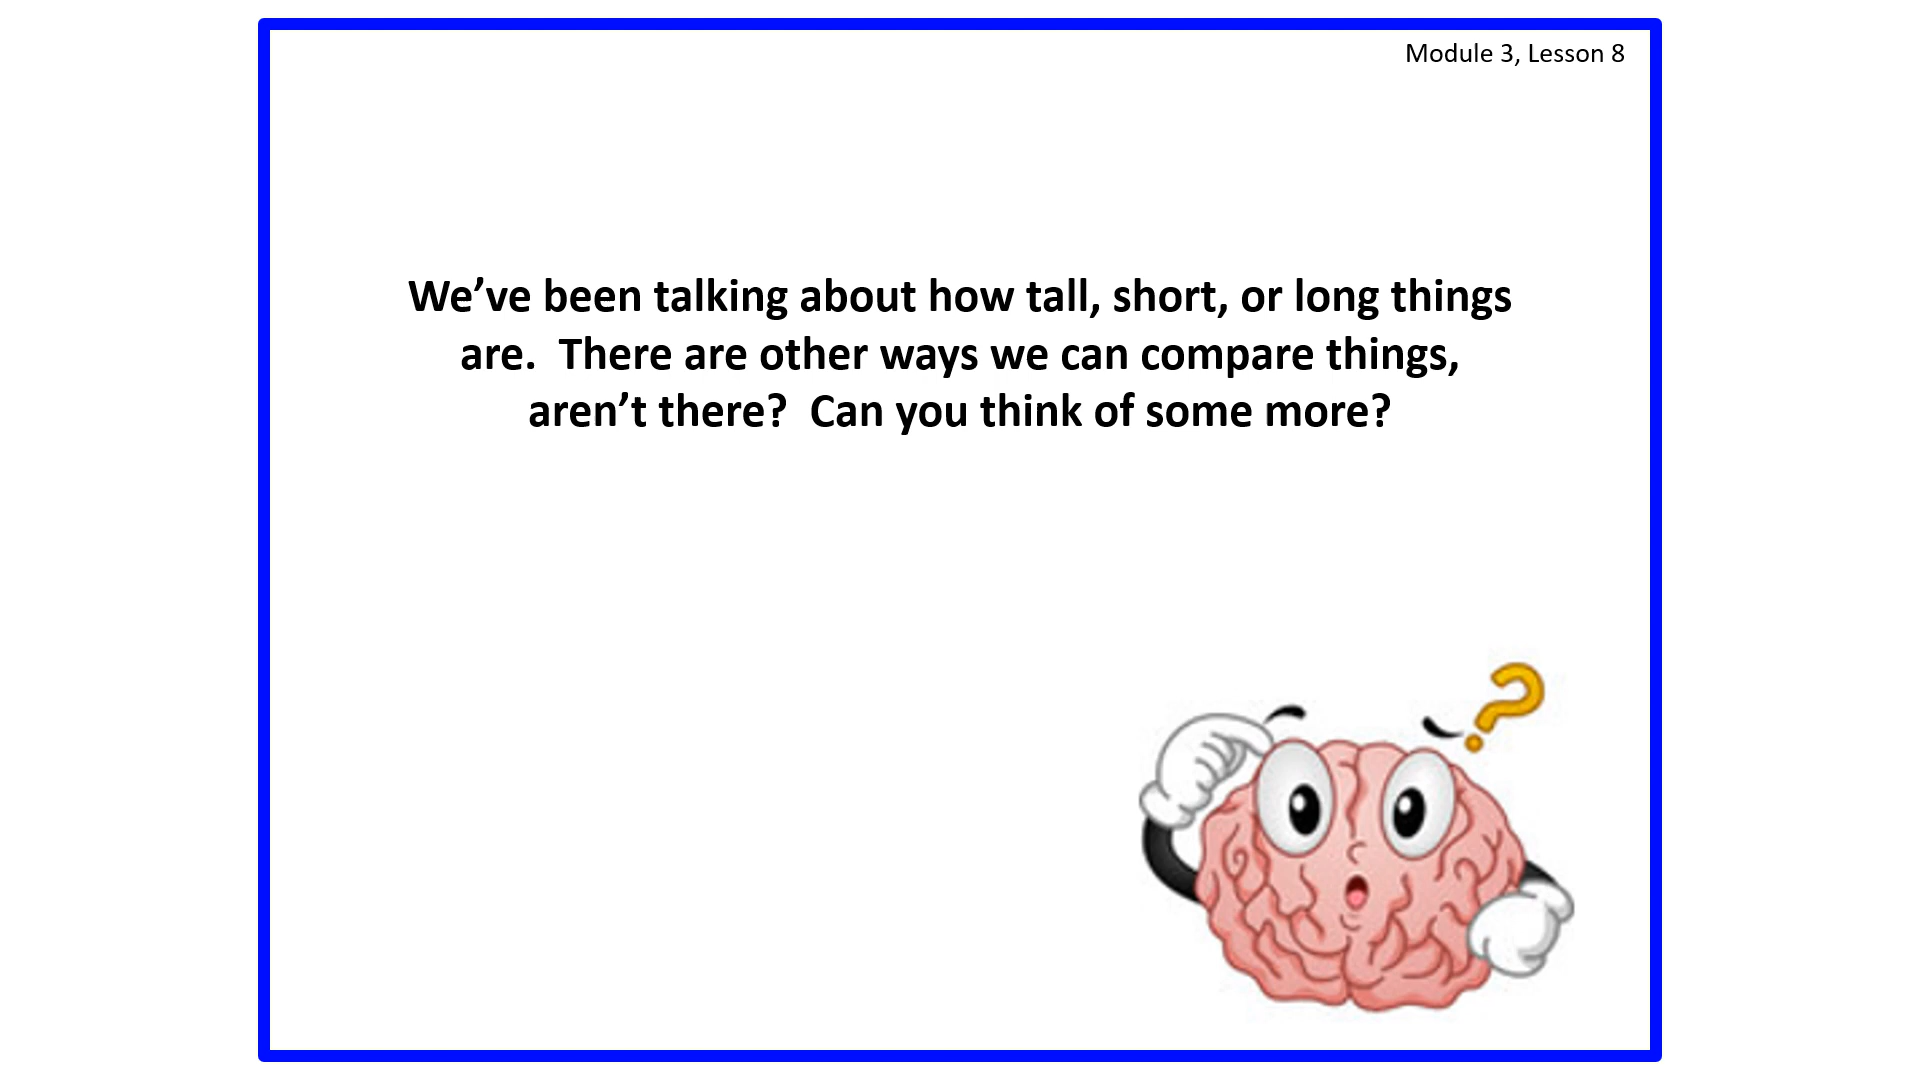 Module 3, Lesson 8
We’ve been talking about how tall, short, or long things
are.  There are other ways we can compare things,
aren’t there?  Can you think of some more?
?